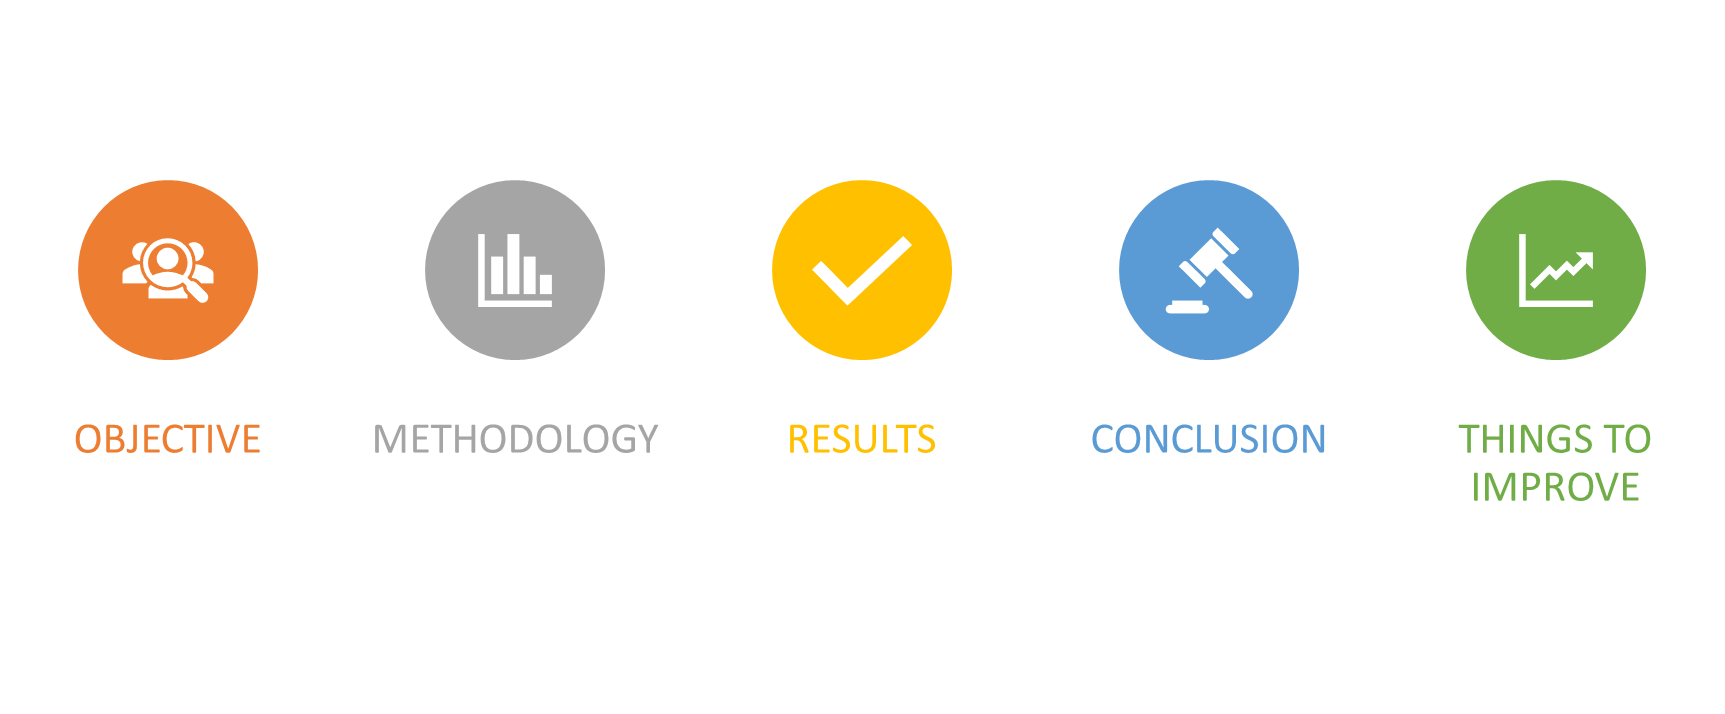 OBJECTIVE
METHODOLOGY
RESULTS
CONCLUSION
THINGS TO
IMPROVE